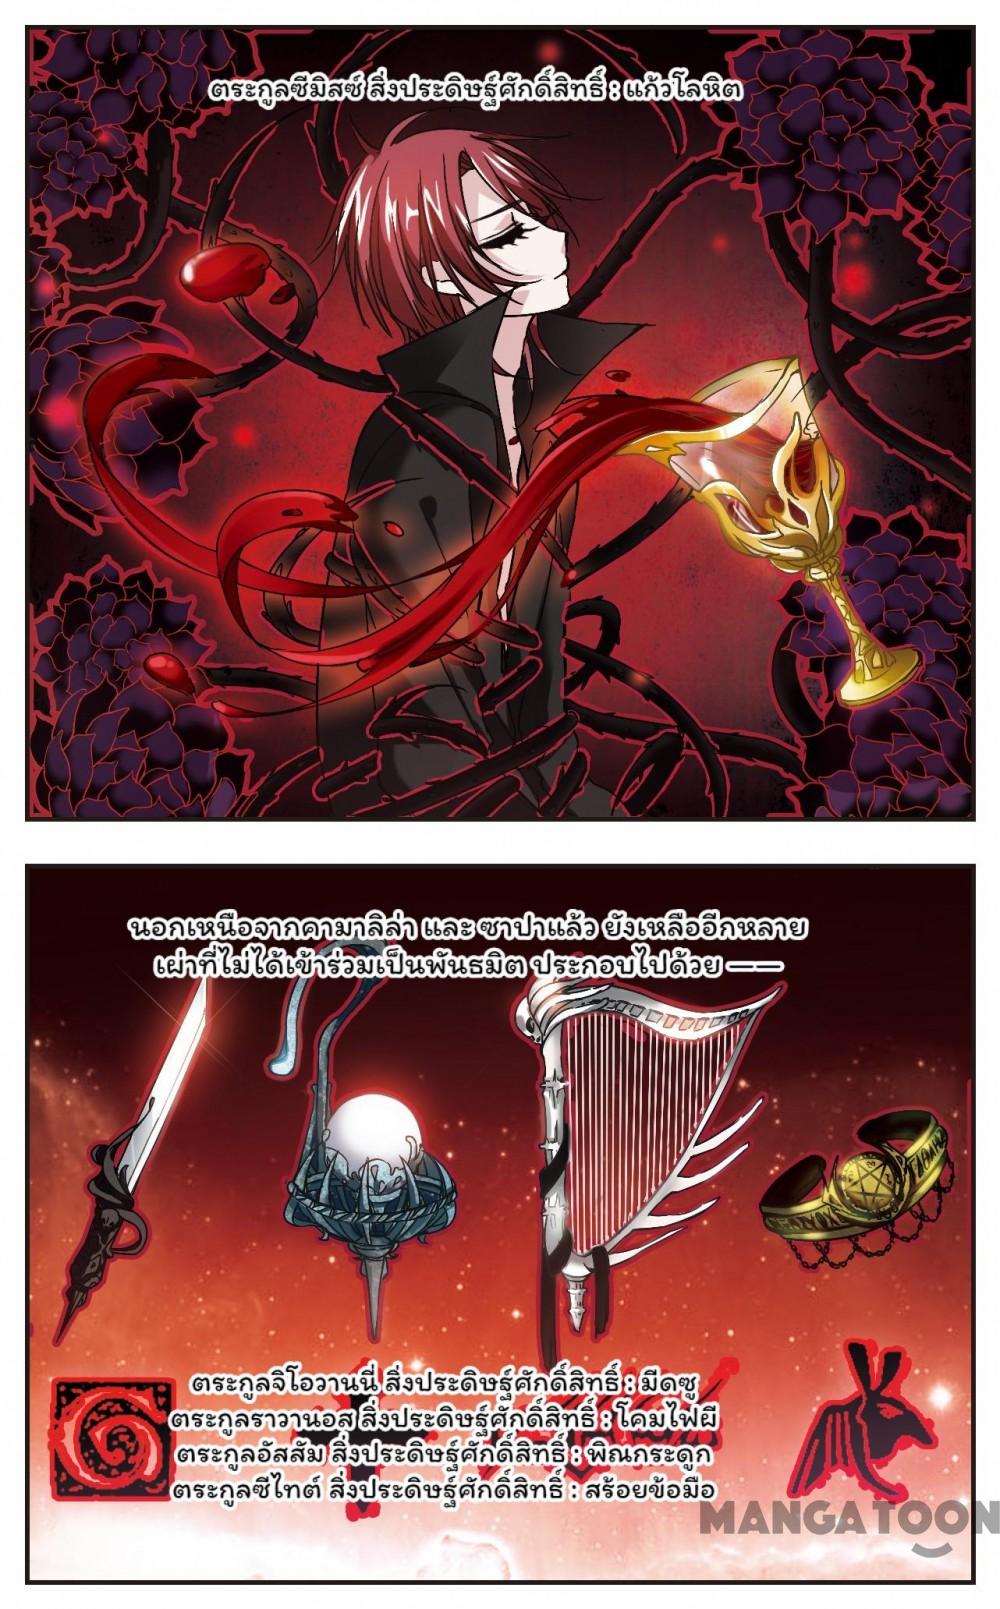 ตระกูลซีมิสซ์ สิ่งประดิษฐ์ศักดิ์สิทธิ์ : แก้วโลหิต
นอกเหนือจากคามาลิล่า และ ซาปาแล้ว ยังเหลืออีกหลาย
เผ่าที่ไม่ได้เข้าร่วมเป็นพันธมิต ประกอบไปด้วย ——
ตระกูลจิโอวานนี่ สิ่งประดิษฐ์ศักดิ์สิทธิ์ : มีดซู
ตระกูลราวานอส สิ่งประดิษฐ์ศักดิ์สิทธิ์ : โคมไฟผี
ตระกูลอัสสัม สิ่งประดิษฐ์ศักดิ์สิทธิ์ : พิณกระดูก
ตระกูลซีไทต์ สิ่งประดิษฐ์ศักดิ์สิทธิ์ : สร้อยข้อมือ
MANGATOON